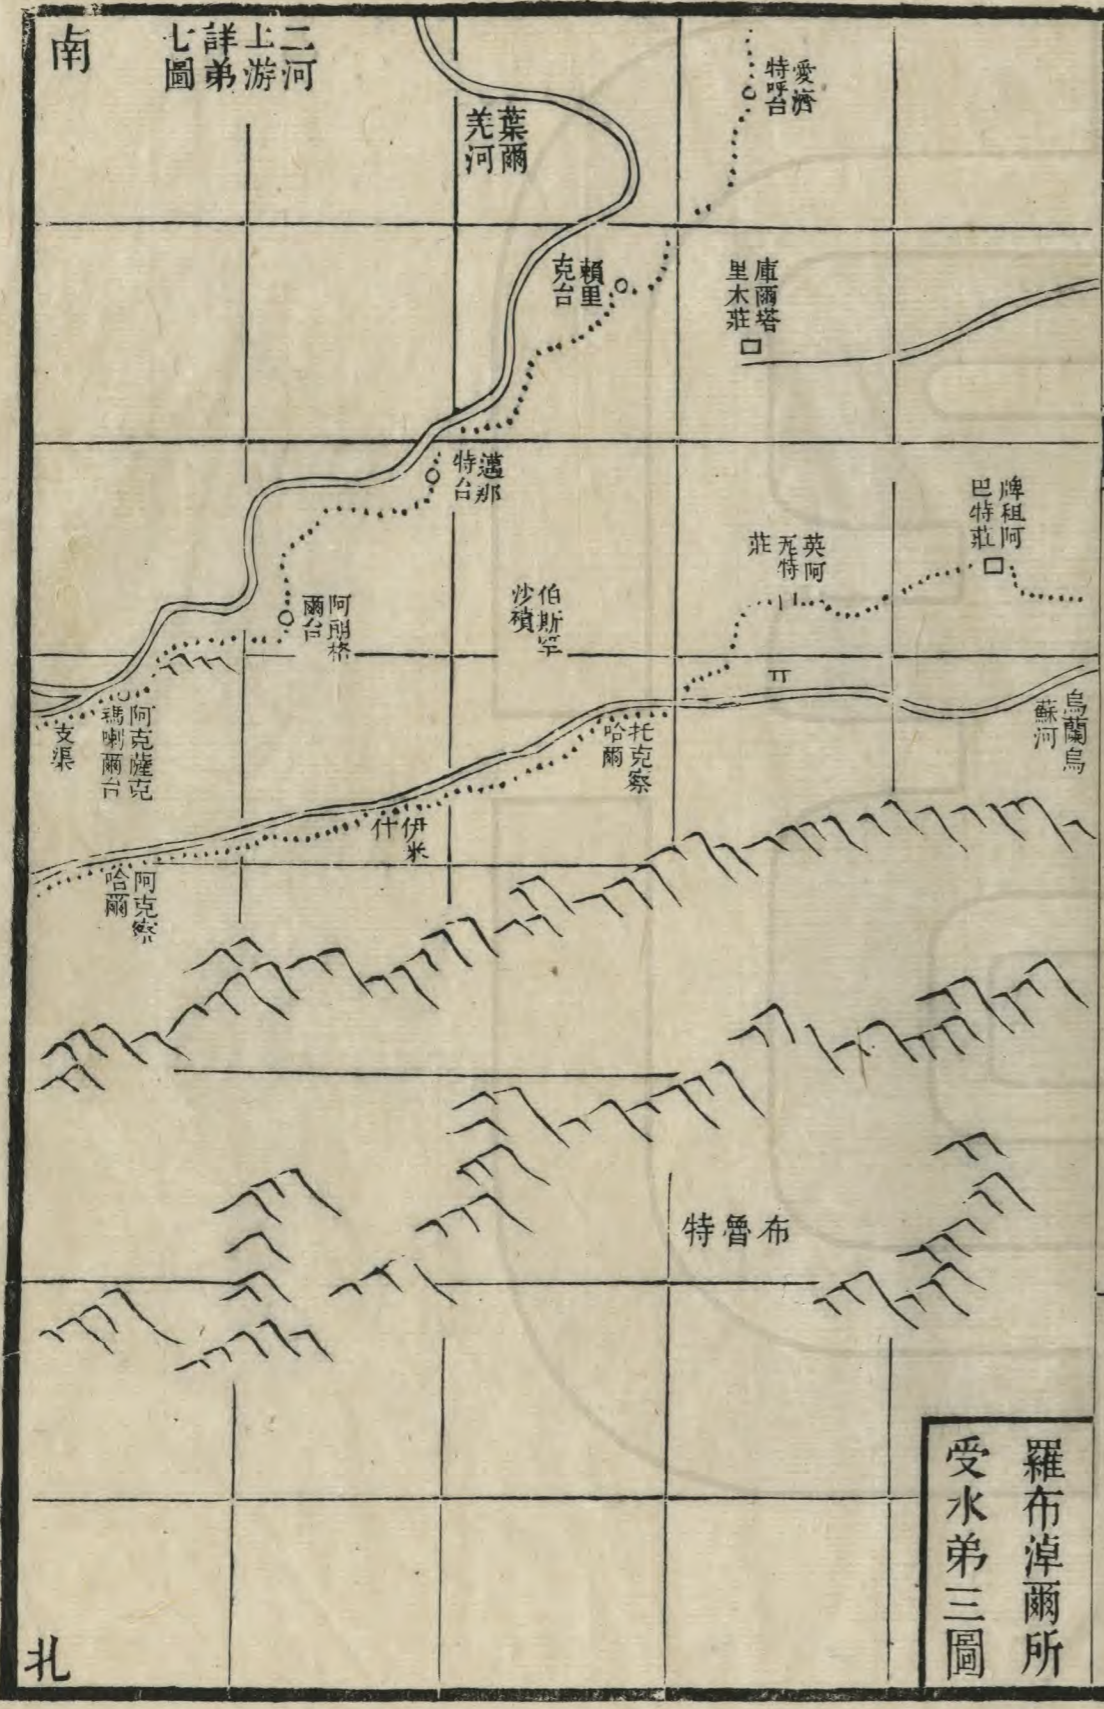 羅布淖爾所
受水弟三圖
南
二河
上游
詳弟
七圖
葉爾
羌河
愛濟
特呼台
賴里
克台
庫爾塔
里木莊
邁那
特台
牌租阿
巴特莊
英阿
瓦特
莊
伯斯罕
沙磧
阿朗格
爾台
阿克薩克
瑪喇爾台
支渠
烏蘭烏
蘇河
托克察
哈爾
伊米
什
阿克察
哈爾
布魯特
北